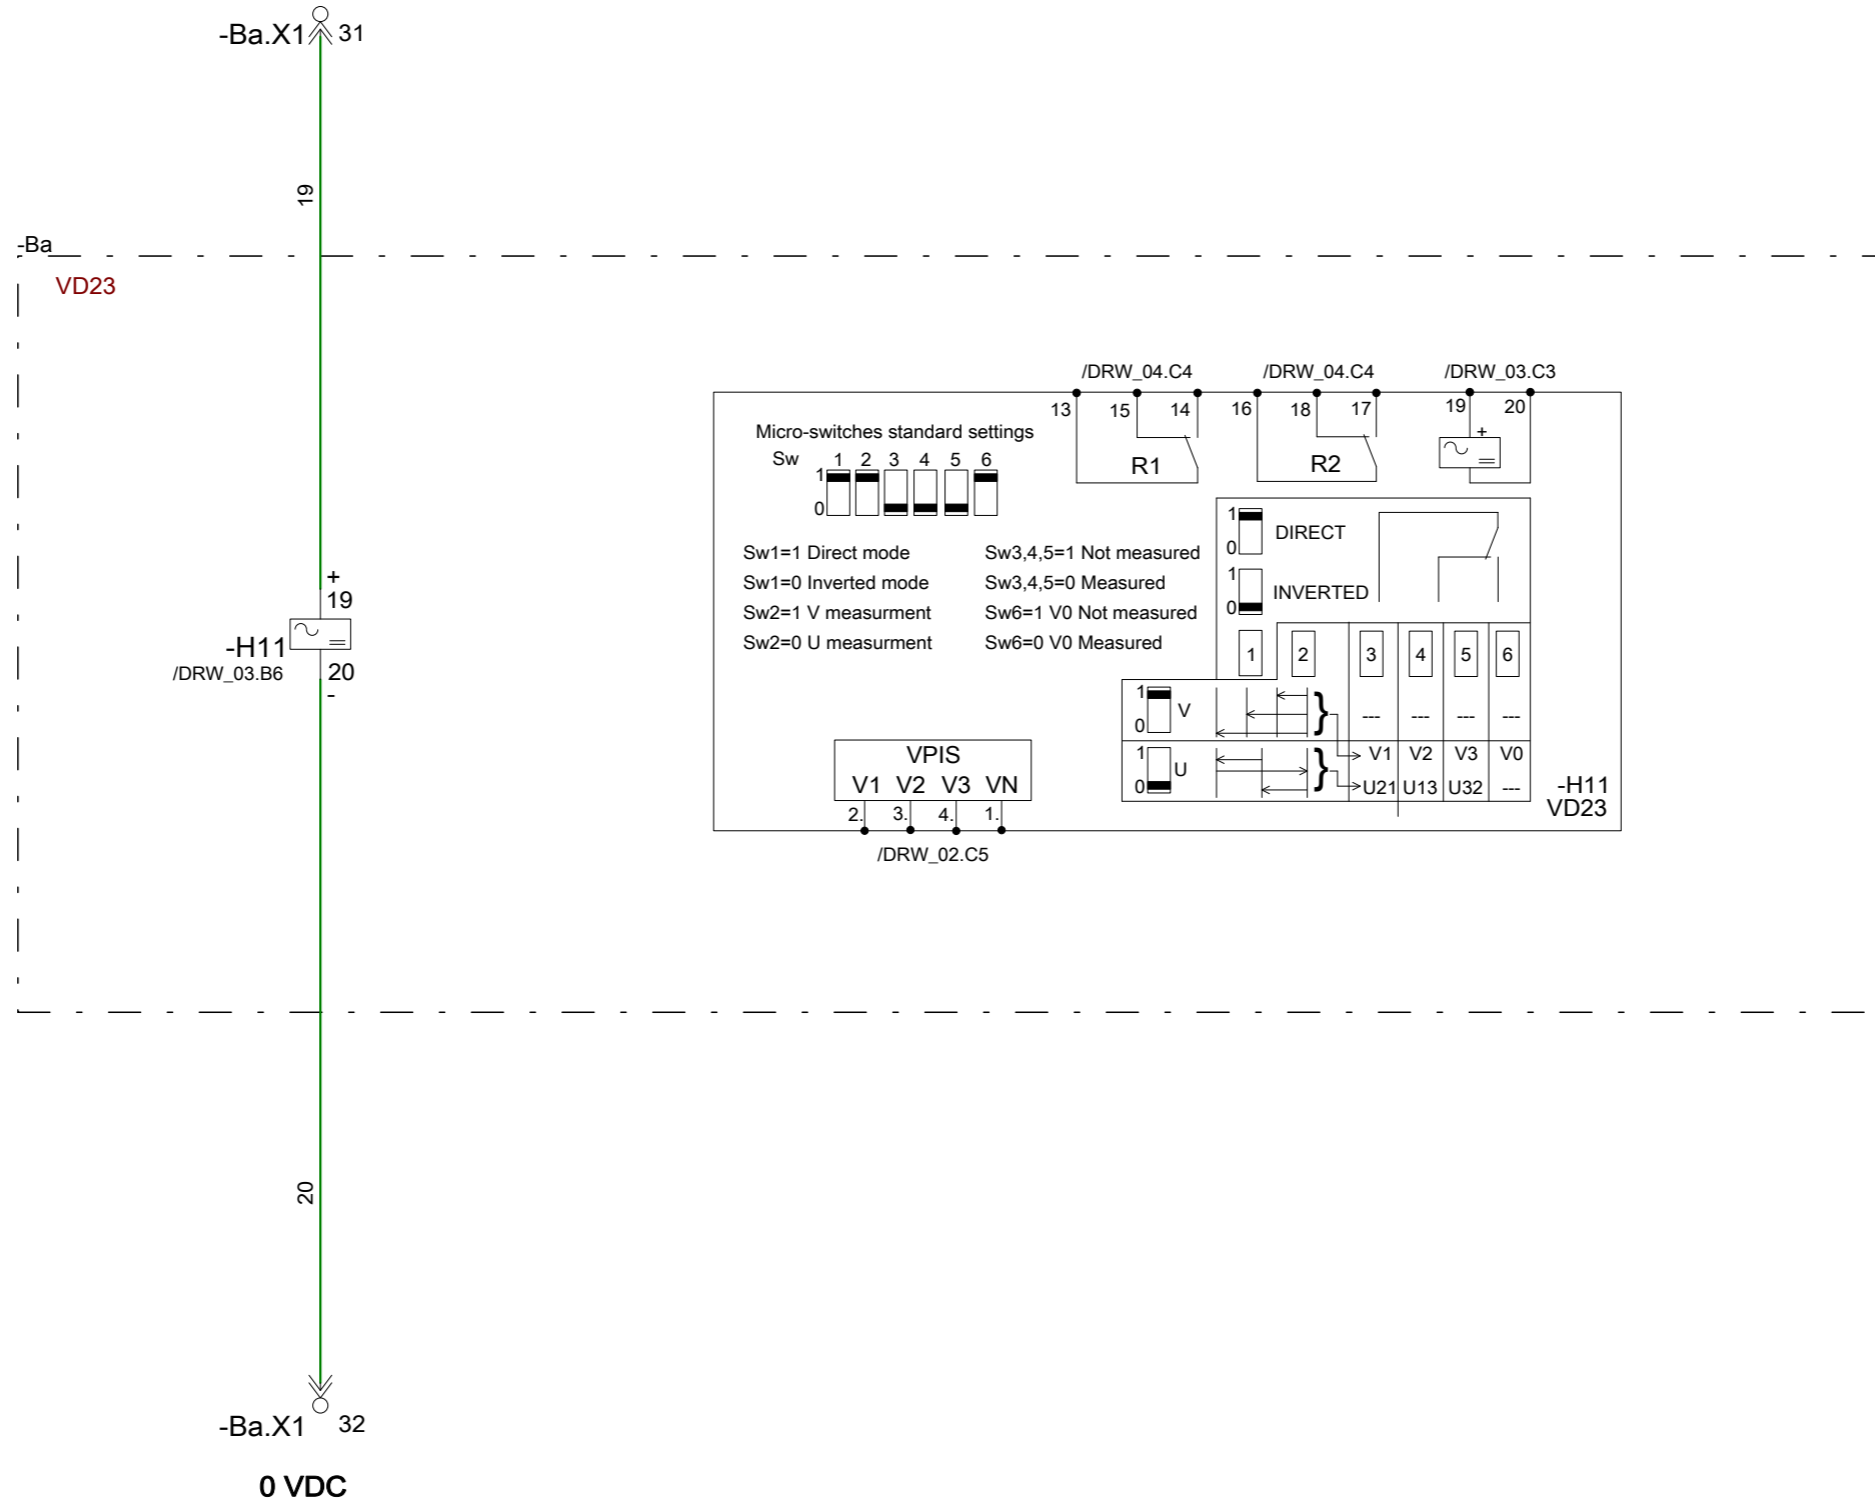 -Ba.X1 31
19
-Ba
VD23
+
19
-H11
/DRW_03.B6
20
-
20
-Ba.X1 32
0 VDC
/DRW_04.C4 /DRW_04.C4 /DRW_03.C3
13 15 14 16 18 17 19 20
+
R1 R2
Micro-switches standard settings
Sw 1 2 3 4 5 6
1
0
Sw1=1 Direct mode
Sw1=0 Inverted mode
Sw2=1 V measurment
Sw2=0 U measurment
Sw3,4,5=1 Not measured
Sw3,4,5=0 Measured
Sw6=1 V0 Not measured
Sw6=0 V0 Measured
1
0 DIRECT
1
0 INVERTED
1 2 3 4 5 6
1
0 V } --- --- --- ---
1
0 U } V1 V2 V3 V0
U21 U13 U32 ---
-H11
VD23
VPIS
V1 V2 V3 VN
2. 3. 4. 1.
/DRW_02.C5